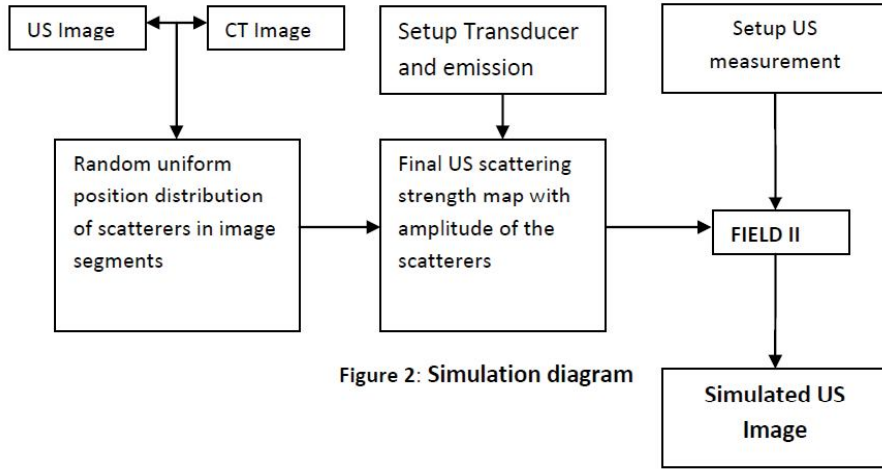 US Image
CT Image
Setup Transducer
and emission
Setup US
measurement
Random uniform
position distribution
of scatterers in image
segments
Final US scattering
strength map with
amplitude of the
scatterers
FIELD II
Figure 2: Simulation diagram
Simulated US
Image